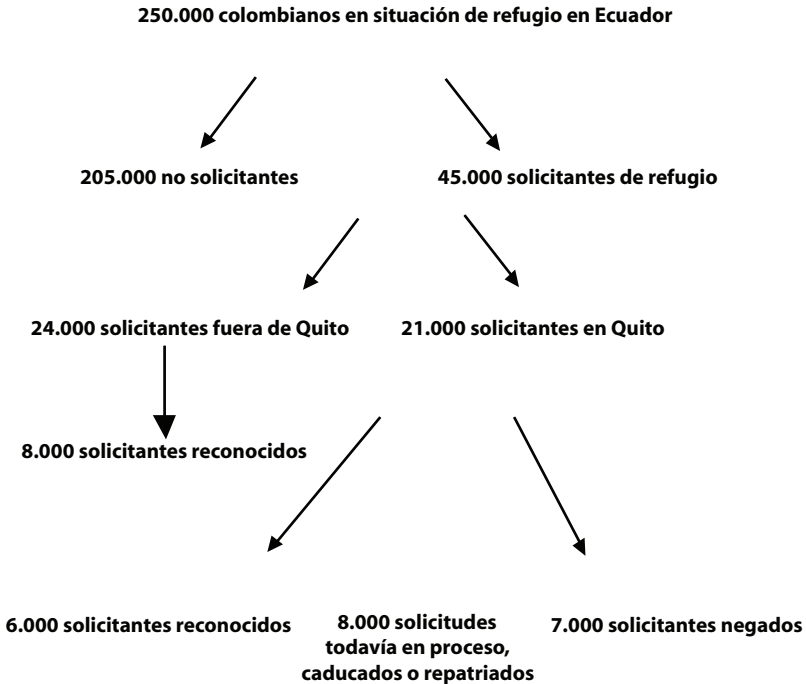 250.000 colombianos en situación de refugio en Ecuador
205.000 no solicitantes
45.000 solicitantes de refugio
24.000 solicitantes fuera de Quito
21.000 solicitantes en Quito
8.000 solicitantes reconocidos
6.000 solicitantes reconocidos
8.000 solicitudes
todavía en proceso,
caducados o repatriados
7.000 solicitantes negados